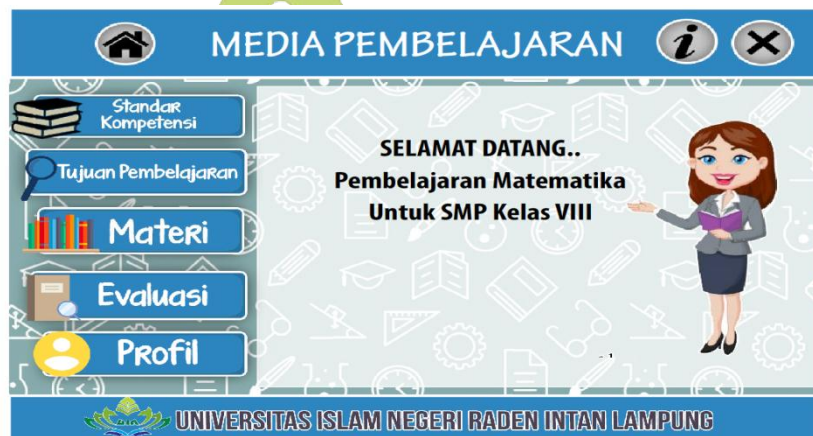 MEDIA PEMBELAJARAN
i
Standar
Kompetensi
Tujuan Pembelajaran
Materi
Evaluasi
Profil
SELAMAT DATANG..
Pembelajaran Matematika
Untuk SMP Kelas VIII
UNIVERSITAS ISLAM NEGERI RADEN INTAN LAMPUNG